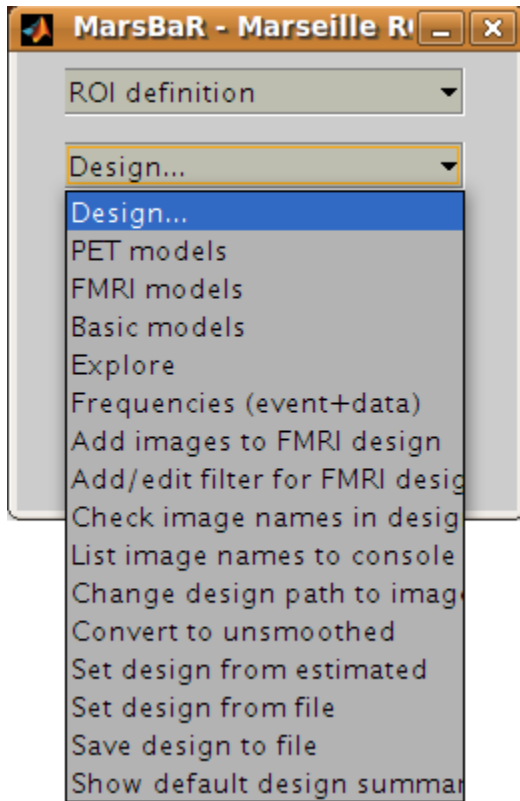 MarsBaR - Marseille R
ROI definition
Design...
Design...
PET models
FMRI models
Basic models
Explore
Frequencies (event+data)
Add images to FMRI design
Add/edit filter for FMRI desig
Check image names in desig
List image names to console
Change design path to image
Convert to unsmoothed
Set design from estimated
Set design from file
Save design to file
Show default design summar